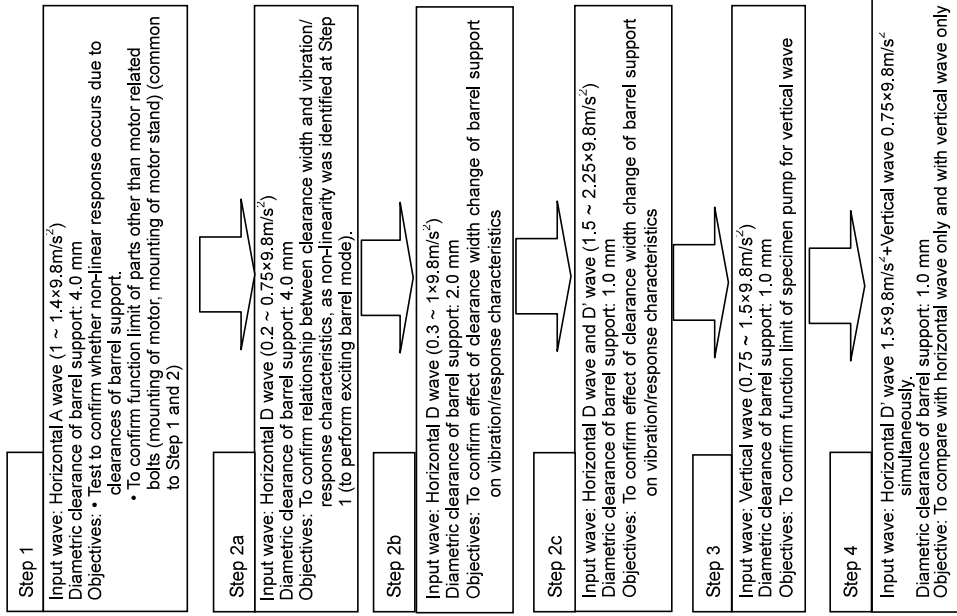 Step 1
Input wave: Horizontal A wave (1 ~ 1.4×9.8m/s²)
Diametric clearance of barrel support: 4.0 mm
Objectives: • Test to confirm whether non-linear response occurs due to
clearances of barrel support.
• To confirm function limit of parts other than motor related
bolts (mounting of motor, mounting of motor stand) (common
to Step 1 and 2)
Step 2a
Input wave: Horizontal D wave (0.2 ~ 0.75×9.8m/s²)
Diametric clearance of barrel support: 4.0 mm
Objectives: To confirm relationship between clearance width and vibration/
response characteristics, as non-linearity was identified at Step
1 (to perform exciting barrel mode).
Step 2b
Input wave: Horizontal D wave (0.3 ~ 1×9.8m/s²)
Diametric clearance of barrel support: 2.0 mm
Objectives: To confirm effect of clearance width change of barrel support
on vibration/response characteristics
Step 2c
Input wave: Horizontal D wave and D' wave (1.5 ~ 2.25×9.8m/s²)
Diametric clearance of barrel support: 1.0 mm
Objectives: To confirm effect of clearance width change of barrel support
on vibration/response characteristics
Step 3
Input wave: Vertical wave (0.75 ~ 1.5×9.8m/s²)
Diametric clearance of barrel support: 1.0 mm
Objectives: To confirm function limit of specimen pump for vertical wave
Step 4
Input wave: Horizontal D' wave 1.5×9.8m/s²+Vertical wave 0.75×9.8m/s²
simultaneously.
Diametric clearance of barrel support: 1.0 mm
Objective: To compare with horizontal wave only and with vertical wave only